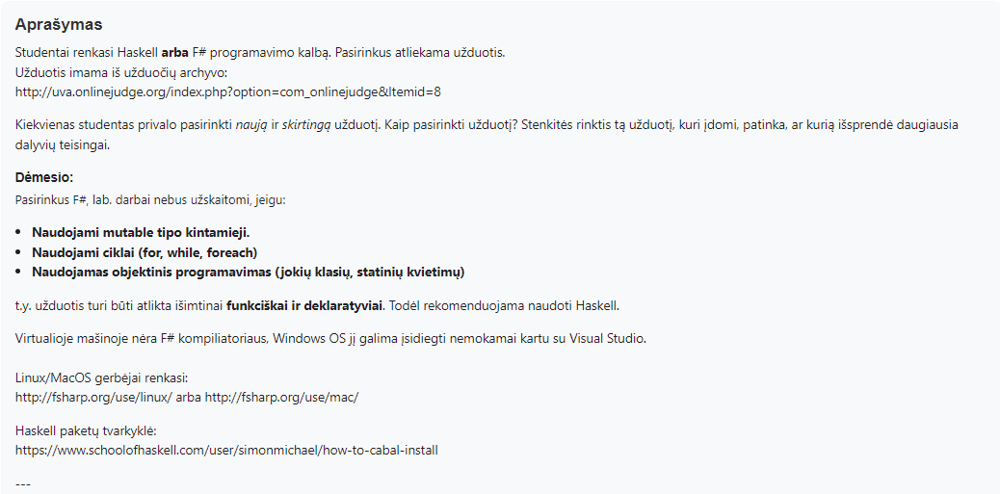 Aprašymas
Studentai renkasi Haskell arba F# programavimo kalbą. Pasirinkus atliekama užduotis.
Užduotis imama iš užduočių archyvo:
http://uva.onlinejudge.org/index.php?option=com_onlinejudge&Itemid=8
Kiekvienas studentas privalo pasirinkti naują ir skirtingą užduotį. Kaip pasirinkti užduotį? Stenkitės rinktis tą užduotį, kuri įdomi, patinka, ar kurią išsprendė daugiausia
dalyvių teisingai.
Dėmesio:
Pasirinkus F#, lab. darbai nebus užskaitomi, jeigu:
• Naudojami mutable tipo kintamieji.
• Naudojami ciklai (for, while, foreach)
• Naudojamas objektinis programavimas (jokių klasių, statinių kvietimų)
t.y. užduotis turi būti atlikta išimtinai funkciškai ir deklaratyviai. Todėl rekomenduojama naudoti Haskell.
Virtualioje mašinoje nėra F# kompiliatoriaus, Windows OS jį galima įsidiegti nemokamai kartu su Visual Studio.
Linux/MacOS gerbėjai renkasi:
http://fsharp.org/use/linux/ arba http://fsharp.org/use/mac/
Haskell paketų tvarkyklė:
https://www.schoolofhaskell.com/user/simonmichael/how-to-cabal-install
---